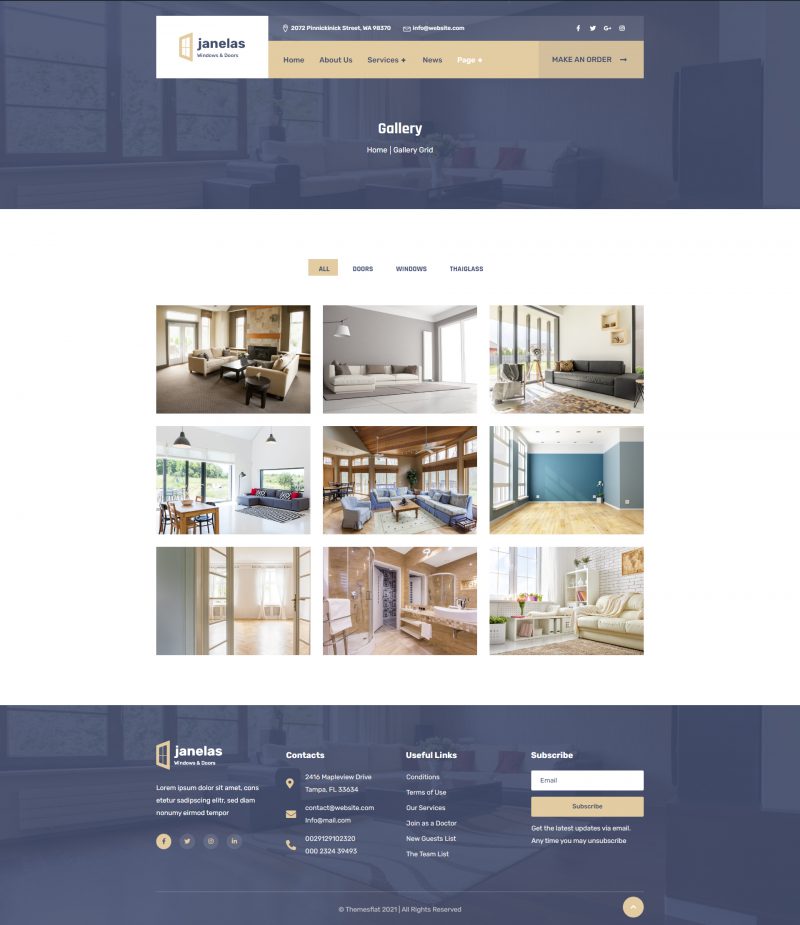 janelas
Windows & Doors
2072 Pinnickinick Street, WA 98370
info@website.com
Home
About Us
Services +
News
Page +
MAKE AN ORDER
Gallery
Home | Gallery Grid
ALL
DOORS
WINDOWS
THAIGLASS
janelas
Windows & Doors
Lorem ipsum dolor sit amet, cons
etetur sadipscing elitr, sed diam
nonumy eirmod tempor
Contacts
2416 Mapleview Drive
Tampa, FL 33634
contact@website.com
Info@mail.com
0029129102320
000 2324 39493
Useful Links
Conditions
Terms of Use
Our Services
Join as a Doctor
New Guests List
The Team List
Subscribe
Email
Subscribe
Get the latest updates via email.
Any time you may unsubscribe
© Themesflat 2021 | All Rights Reserved